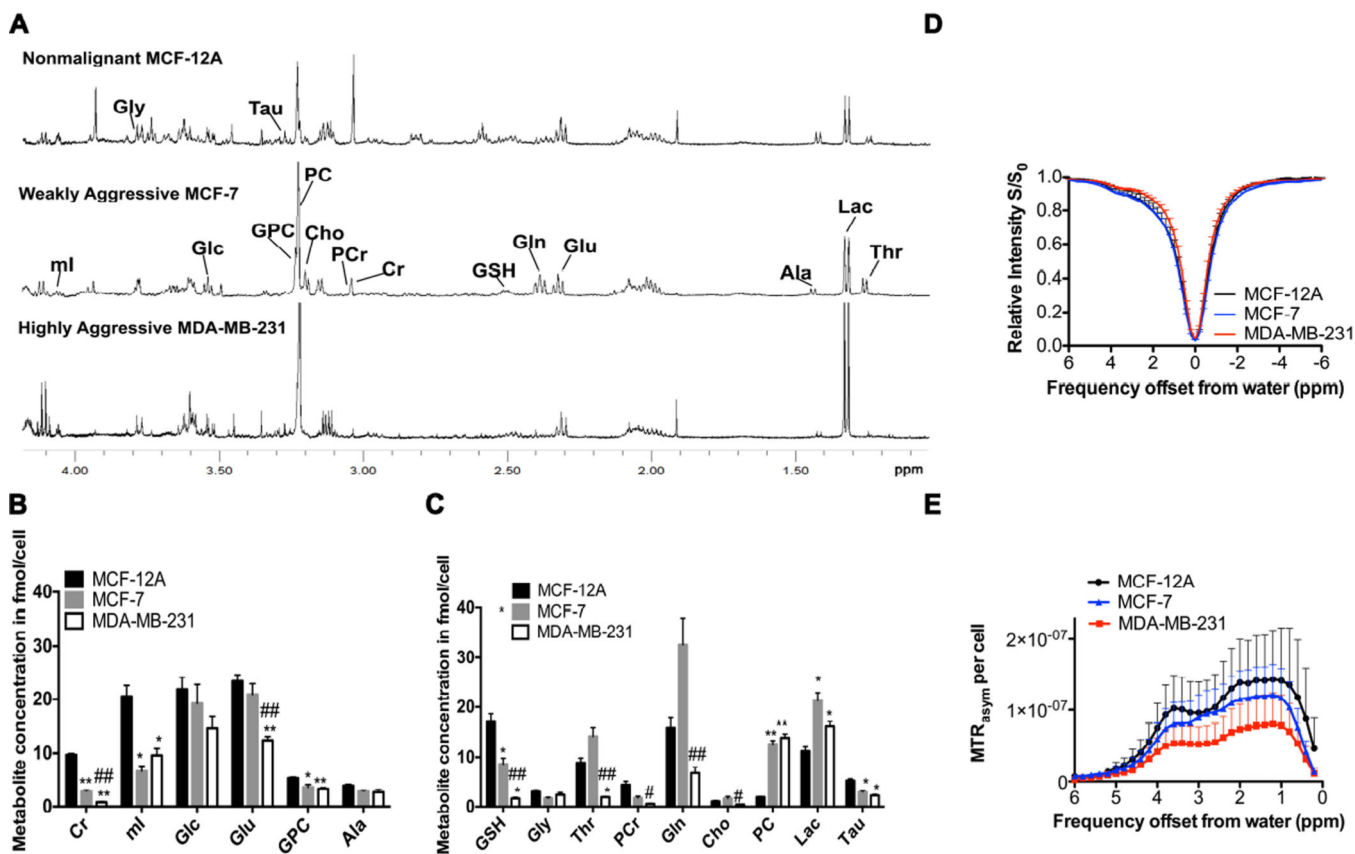 A
Nonmalignant MCF-12A
Gly
Tau
Weakly Aggressive MCF-7
PC
GPC
Cho
Glc
mI
PCr
Cr
GSH
Gln
Glu
Lac
Ala
Thr
Highly Aggressive MDA-MB-231
4.00 3.50 3.00 2.50 2.00 1.50 ppm
D
Relative Intensity S/S0
1.0
0.8
0.6
0.4
0.2
0.0
MCF-12A
MCF-7
MDA-MB-231
6 4 2 0 -2 -4 -6
Frequency offset from water (ppm)
B
Metabolite concentration in fmol/cell
MCF-12A
MCF-7
MDA-MB-231
40
30
20
10
0
** ## ** * * ## ** * **
Cr mI Glc Glu GPC Ala
C
Metabolite concentration in fmol/cell
MCF-12A
MCF-7
MDA-MB-231
*
40
30
20
10
0
* ## * ## * # ## # ** ** * * * *
GSH Gly Thr PCr Gln Cho PC Lac Tau
E
MTRasym per cell
MCF-12A
MCF-7
MDA-MB-231
2×10-07
1×10-07
0
6 5 4 3 2 1 0
Frequency offset from water (ppm)